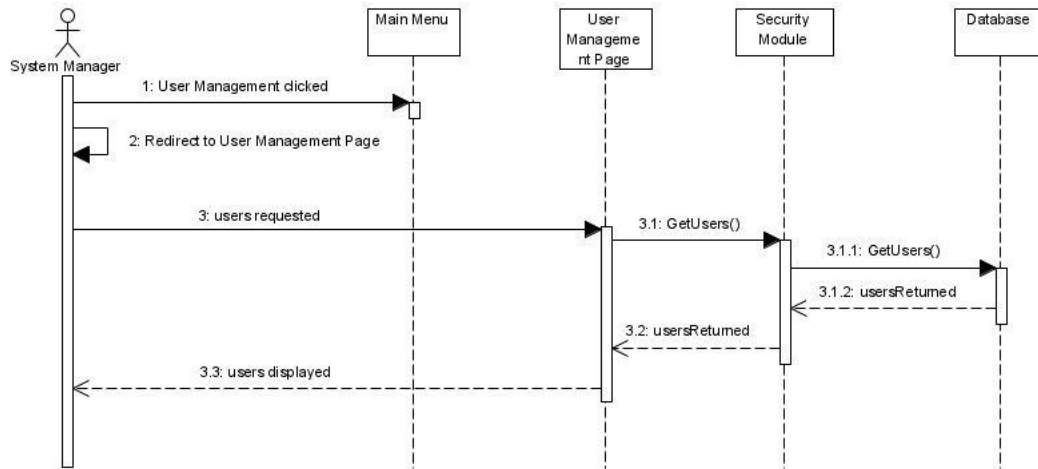 Main Menu
User
Manageme
nt Page
Security
Module
Database
System Manager
1: User Management clicked
2: Redirect to User Management Page
3: users requested
3.1: GetUsers()
3.1.1: GetUsers()
3.1.2: usersReturned
3.2: usersReturned
3.3: users displayed